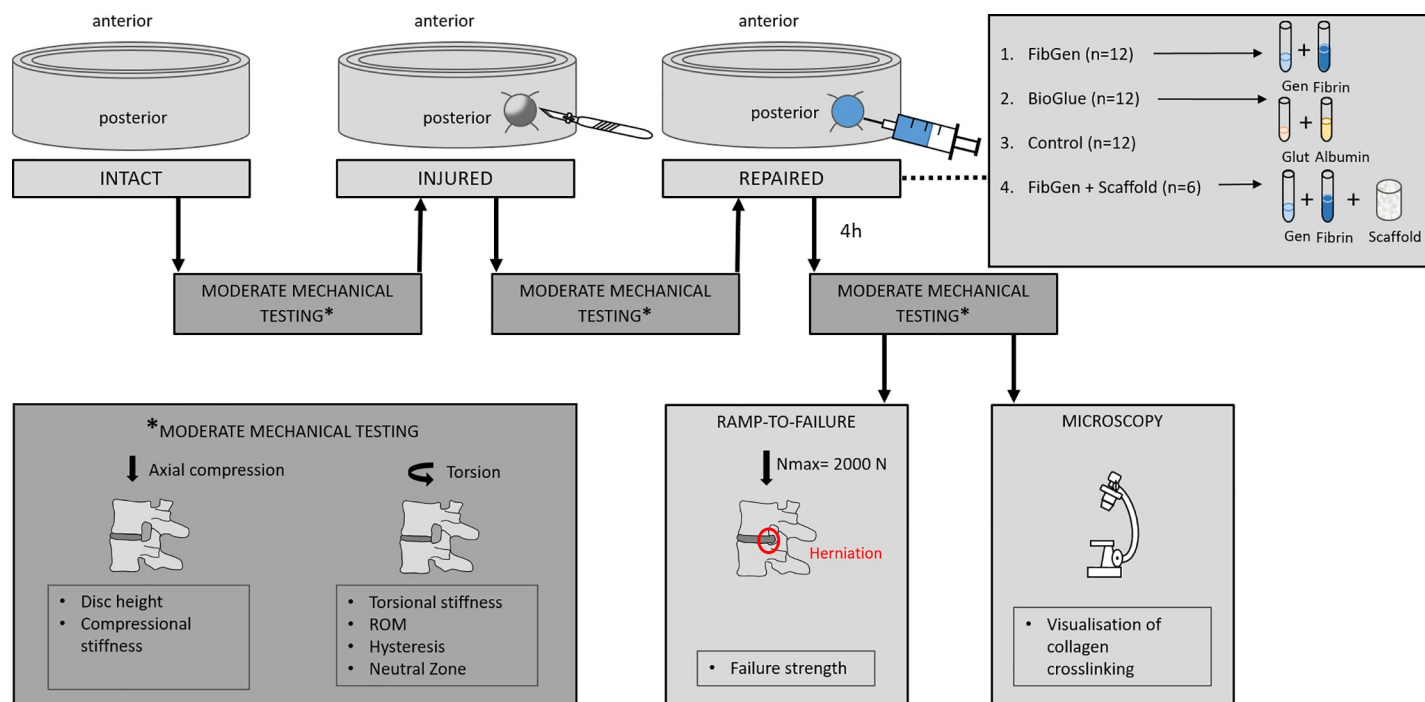 anterior
anterior
anterior
posterior
posterior
posterior
INTACT
INJURED
REPAIRED
1. FibGen (n=12)
+
Gen Fibrin
2. BioGlue (n=12)
+
Glut Albumin
3. Control (n=12)
4. FibGen + Scaffold (n=6)
+ +
Gen Fibrin Scaffold
4h
MODERATE MECHANICAL
TESTING*
MODERATE MECHANICAL
TESTING*
MODERATE MECHANICAL
TESTING*
*MODERATE MECHANICAL TESTING
Axial compression
Torsion
• Disc height
• Compressional
stiffness
• Torsional stiffness
• ROM
• Hysteresis
• Neutral Zone
RAMP-TO-FAILURE
Nmax= 2000 N
Herniation
• Failure strength
MICROSCOPY
• Visualisation of
collagen
crosslinking